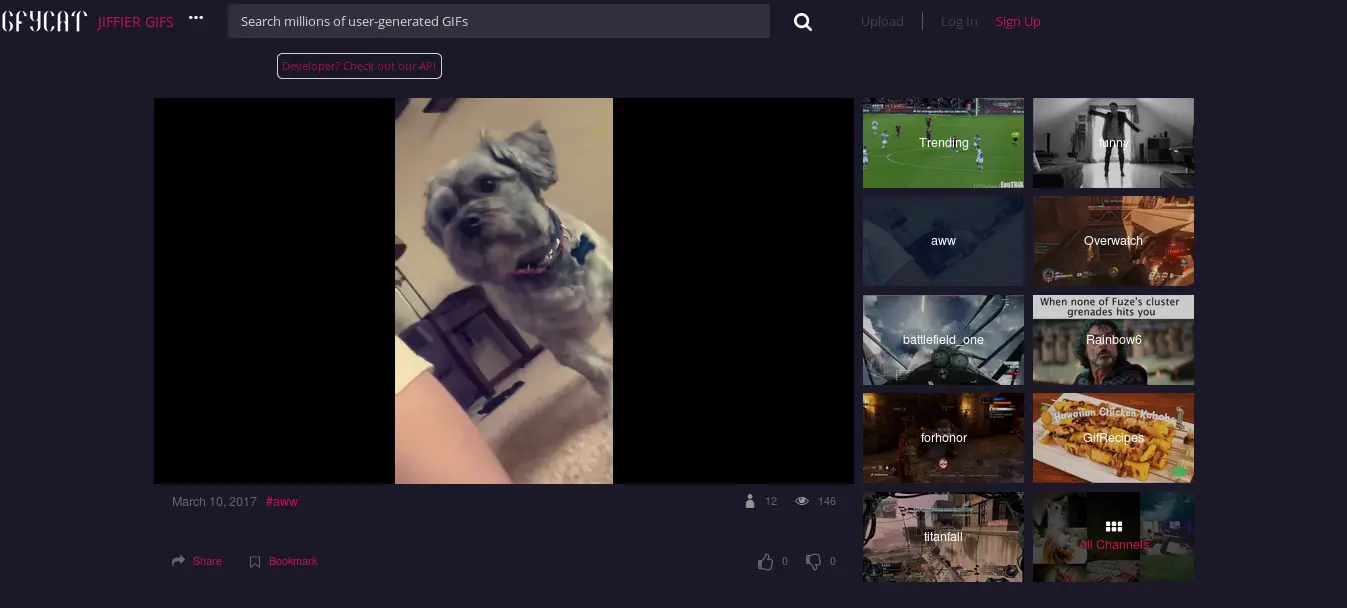 GFYCAT JIFFIER GIFS ••• Search millions of user-generated GIFs Upload | Log In Sign Up
Developer? Check out our API
Trending funny
EvoTRiX
aww Overwatch
When none of Fuze's cluster
grenades hits you
battlefield_one Rainbow6
Hawaiian Chicken Kabobs
forhonor GifRecipes
March 10, 2017 #aww 12 146
titanfall All Channels
Share Bookmark 0 0